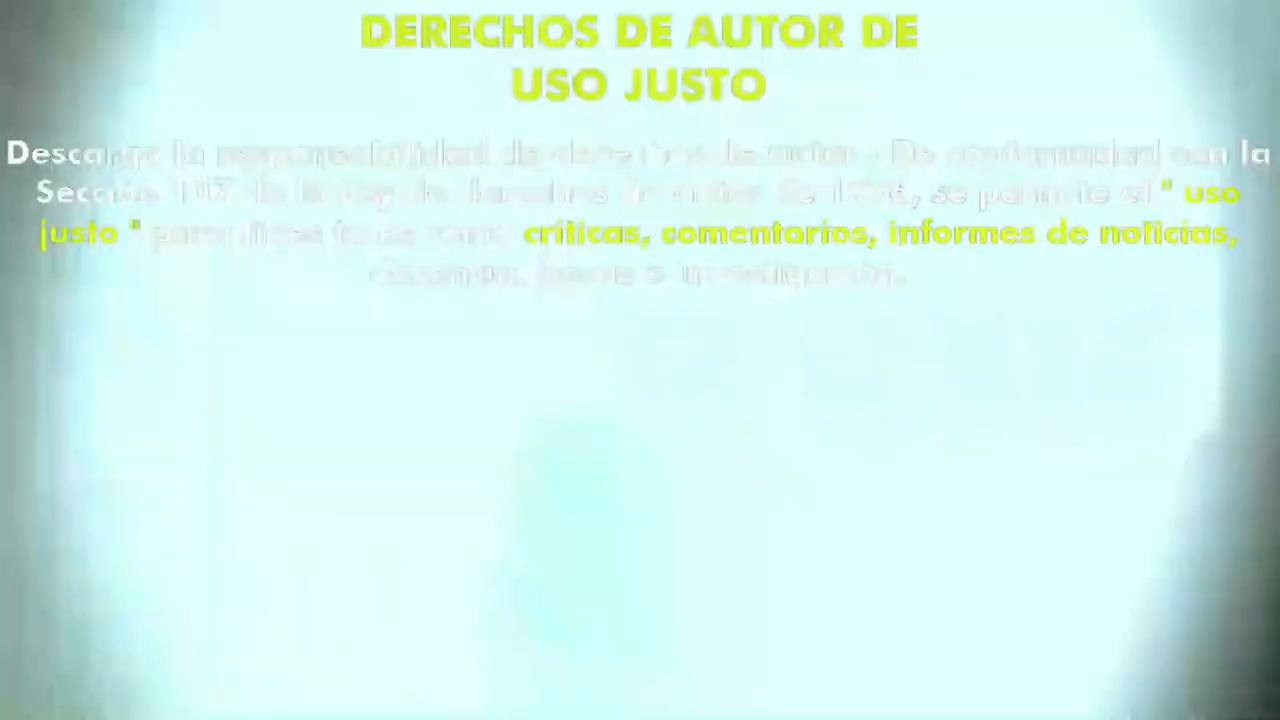 DERECHOS DE AUTOR DE
USO JUSTO
Descargo la responsabilidad de derechos de autor: De conformidad con la
Sección 107 de la Ley de derechos de autor de 1976, se permite el " uso
justo " para fines tales como críticas, comentarios, informes de noticias,